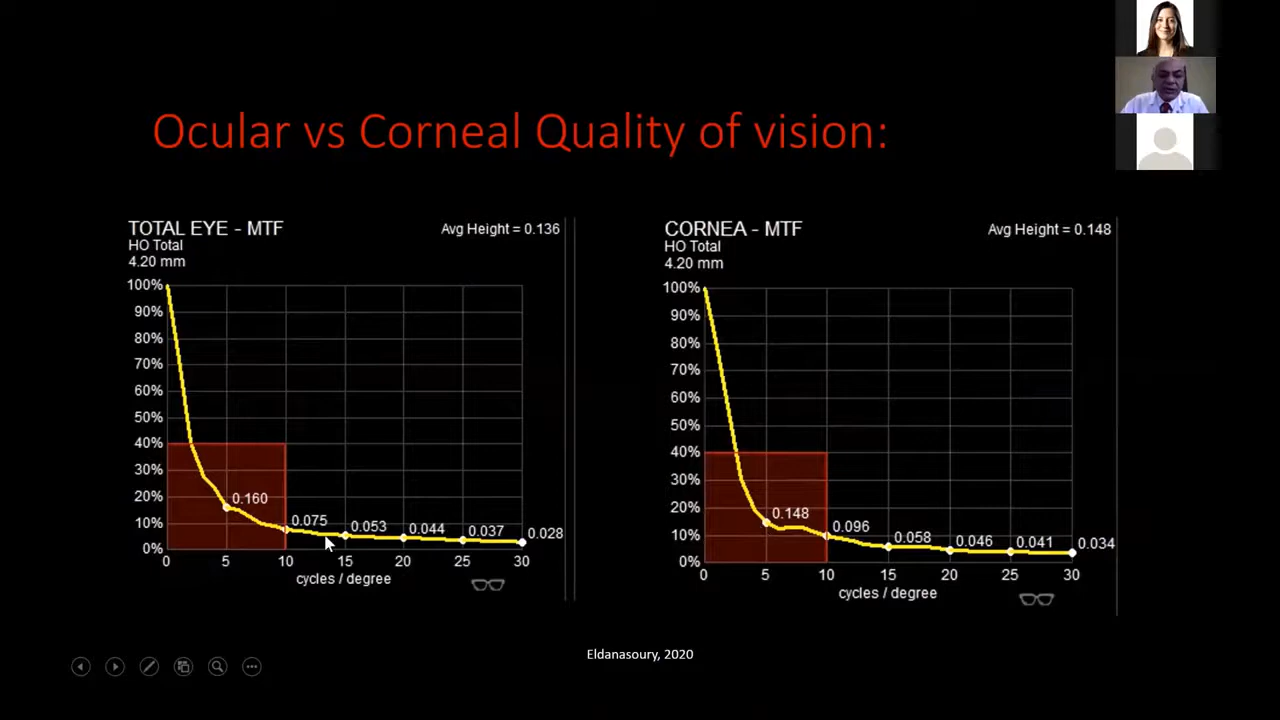 Ocular vs Corneal Quality of vision:
TOTAL EYE - MTF
Avg Height = 0.136
HO Total
4.20 mm
100%
90%
80%
70%
60%
50%
40%
30%
20%
10%
0%
0.160
0.075
0.053
0.044
0.037
0.028
0 5 10 15 20 25 30
cycles / degree
CORNEA - MTF
Avg Height = 0.148
HO Total
4.20 mm
100%
90%
80%
70%
60%
50%
40%
30%
20%
10%
0%
0.148
0.096
0.058
0.046
0.041
0.034
0 5 10 15 20 25 30
cycles / degree
Eldanasoury, 2020